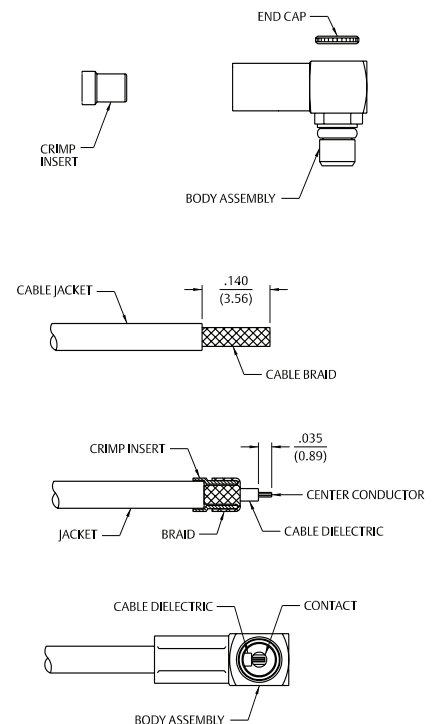 END CAP
CRIMP
INSERT
BODY ASSEMBLY
.140
(3.56)
CABLE JACKET
CABLE BRAID
.035
(0.89)
CRIMP INSERT
CENTER CONDUCTOR
CABLE DIELECTRIC
JACKET
BRAID
CABLE DIELECTRIC
CONTACT
BODY ASSEMBLY